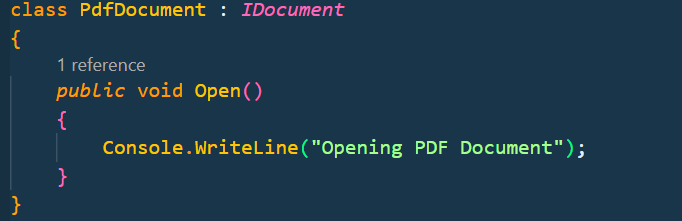 class PdfDocument : IDocument
{
1 reference
public void Open()
{
Console.WriteLine("Opening PDF Document");
}
}